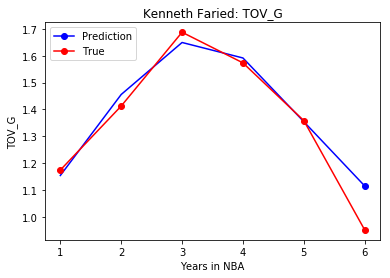 Kenneth Faried: TOV_G
Prediction
True
1.7
1.6
1.5
1.4
1.3
1.2
1.1
1.0
TOV_G
1 2 3 4 5 6
Years in NBA